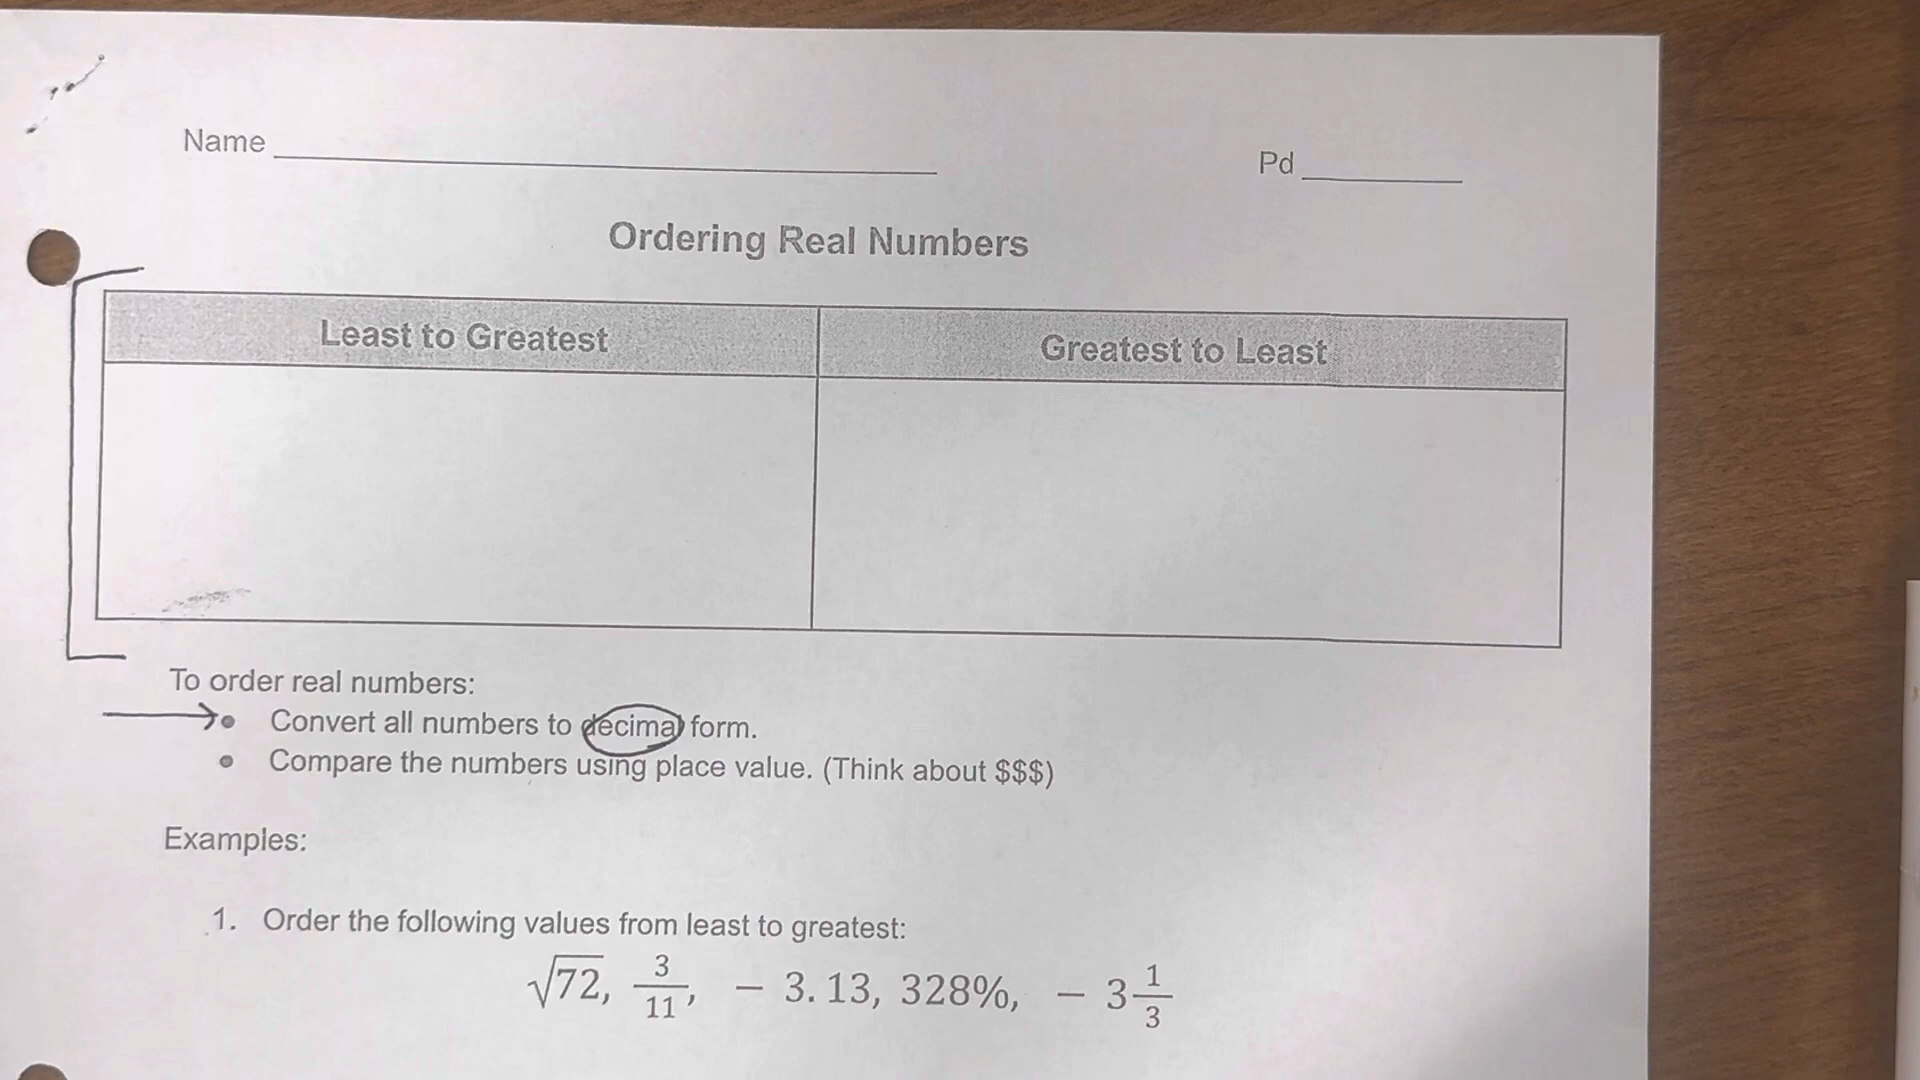 Name ____________ Pd ______
Ordering Real Numbers
Least to Greatest Greatest to Least
To order real numbers:
• Convert all numbers to decimal form.
• Compare the numbers using place value. (Think about $$$)
Examples:
1. Order the following values from least to greatest:
√72, 3/11, − 3.13, 328%, − 3 1/3